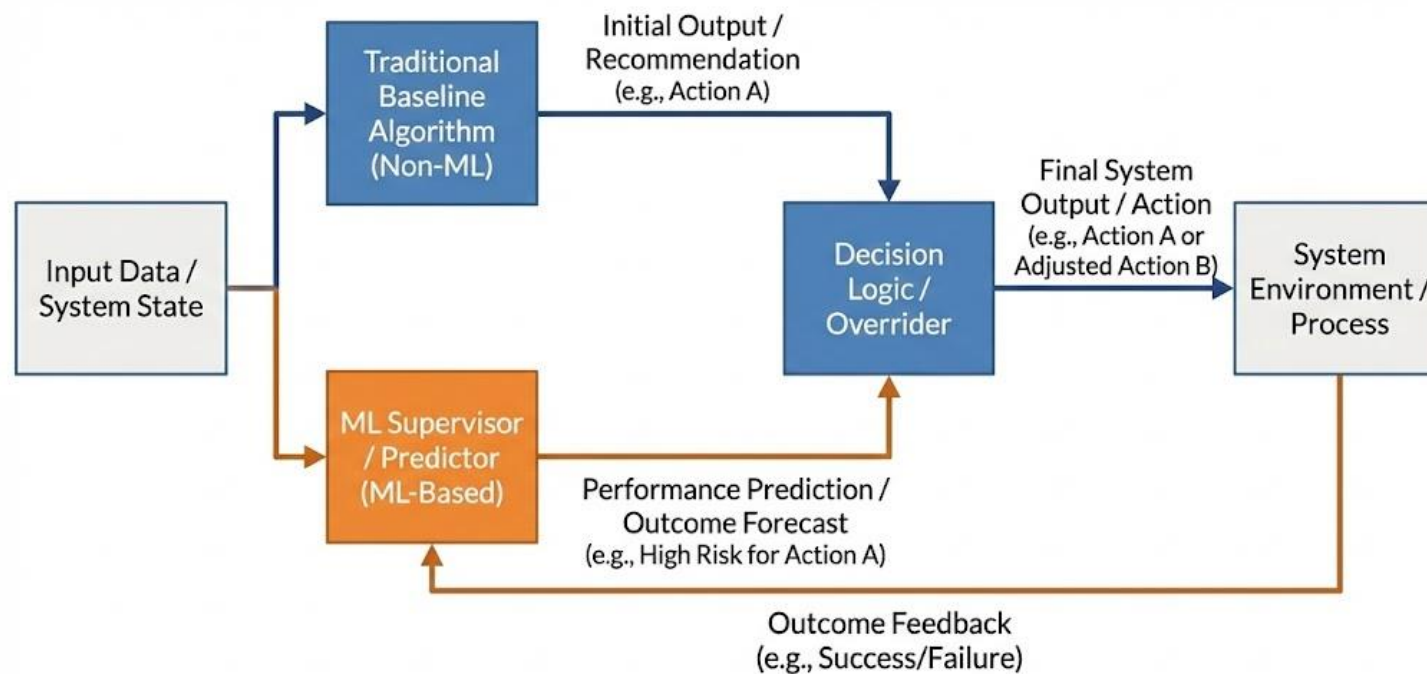 Input Data /
System State
Traditional
Baseline
Algorithm
(Non-ML)
Initial Output /
Recommendation
(e.g., Action A)
ML Supervisor
/ Predictor
(ML-Based)
Performance Prediction /
Outcome Forecast
(e.g., High Risk for Action A)
Decision
Logic /
Overrider
Final System
Output / Action
(e.g., Action A or
Adjusted Action B)
System
Environment /
Process
Outcome Feedback
(e.g., Success/Failure)